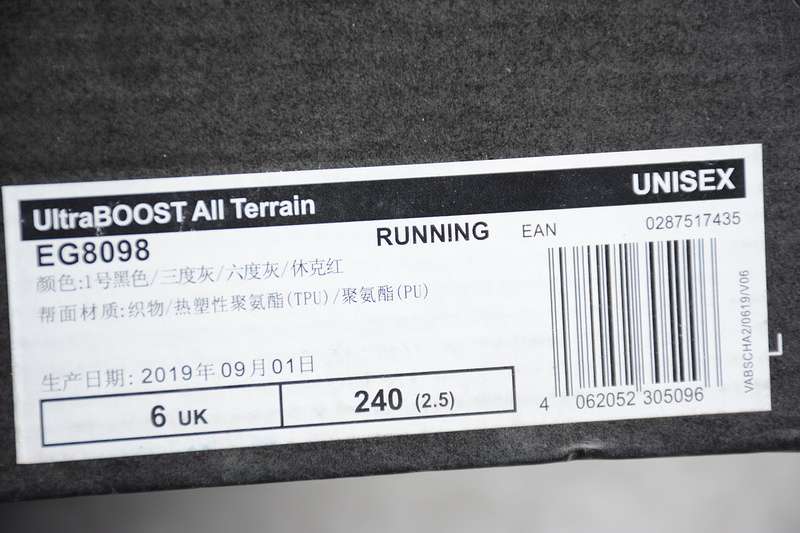 UltraBOOST All Terrain
UNISEX
EG8098
RUNNING
EAN
0287517435
颜色:1号黑色/三度灰/六度灰/休克红
帮面材质:织物/热塑性聚氨酯(TPU)/聚氨酯(PU)
生产日期: 2019年09月01日
6 UK
240 (2.5)
4 062052 305096
VABSCHA2/0619/V06